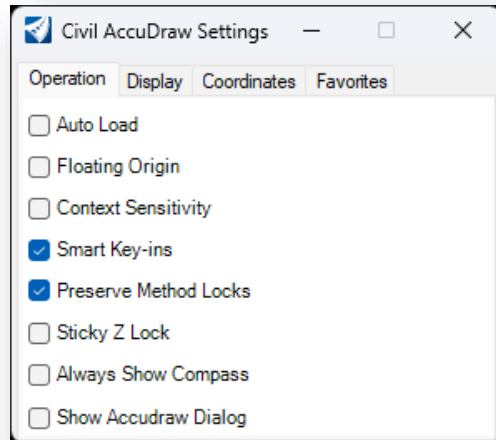 Civil AccuDraw Settings
Operation Display Coordinates Favorites
Auto Load
Floating Origin
Context Sensitivity
Smart Key-ins
Preserve Method Locks
Sticky Z Lock
Always Show Compass
Show Accudraw Dialog